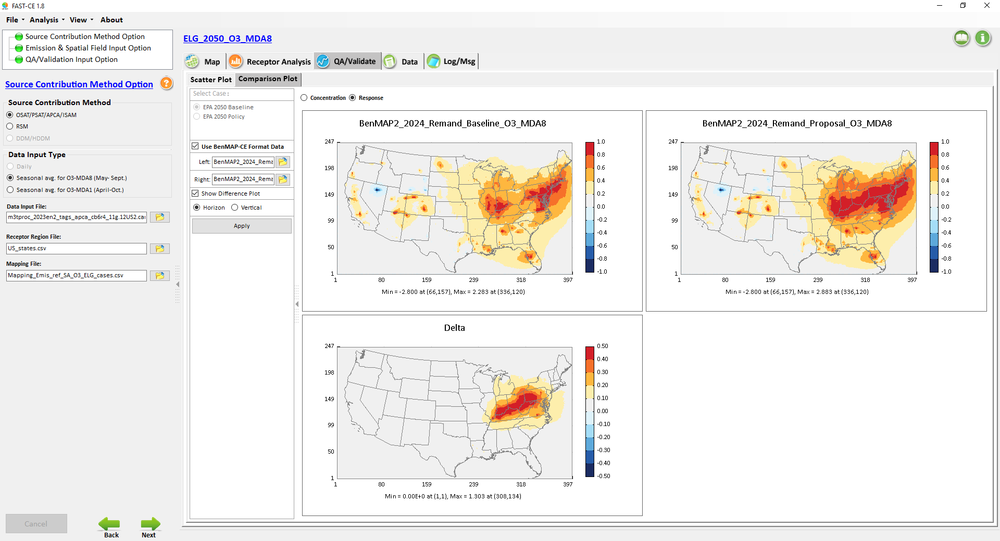 FAST-CE 1.8
File Analysis View About
Source Contribution Method Option
Emission & Spatial Field Input Option
QA/Validation Input Option
Source Contribution Method Option
Source Contribution Method
OSAT/PSAT/APCA/ISAM
RSM
DDM/HDDM
Data Input Type
Daily
Seasonal avg. for O3-MDA8 (May- Sept.)
Seasonal avg. for O3-MDA1 (April-Oct.)
Data Input File:
m3tproc_2023en2_tags_apca_cb6r4_11g.12US2.cai
Receptor Region File:
US_states.csv
Mapping File:
Mapping_Emis_ref_SA_O3_ELG_cases.csv
Cancel
Back
Next
ELG_2050_O3_MDA8
Map
Receptor Analysis
QA/Validate
Data
Log/Msg
Scatter Plot
Comparison Plot
Select Case :
EPA 2050 Baseline
EPA 2050 Policy
Use BenMAP-CE Format Data
Left: BenMAP2_2024_Rema
Right: BenMAP2_2024_Rema
Show Difference Plot
Horizon Vertical
Apply
Concentration Response
BenMAP2_2024_Remand_Baseline_O3_MDA8
247
198
149
99
50
1
1 80 159 239 318 397
1.0
0.8
0.6
0.4
0.2
0.0
-0.2
-0.4
-0.6
-0.8
-1.0
Min = -2.800 at (66,157), Max = 2.283 at (336,120)
BenMAP2_2024_Remand_Proposal_O3_MDA8
247
198
149
99
50
1
1 80 159 239 318 397
1.0
0.8
0.6
0.4
0.2
0.0
-0.2
-0.4
-0.6
-0.8
-1.0
Min = -2.800 at (66,157), Max = 2.883 at (336,120)
Delta
247
198
149
99
50
1
1 80 159 239 318 397
0.50
0.40
0.30
0.20
0.10
0.00
-0.10
-0.20
-0.30
-0.40
-0.50
Min = 0.00E+0 at (1,1), Max = 1.303 at (308,134)